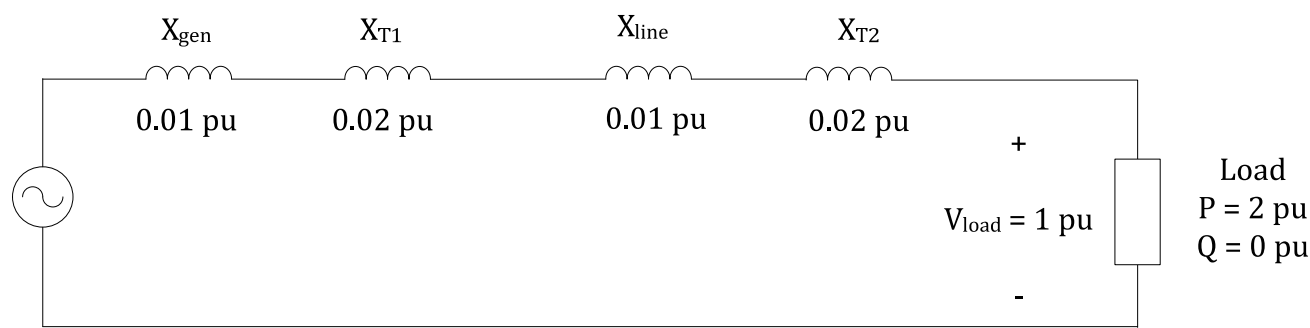 X_gen X_T1 X_line X_T2
0.01 pu 0.02 pu 0.01 pu 0.02 pu
+
Load
V_load = 1 pu P = 2 pu
Q = 0 pu
-